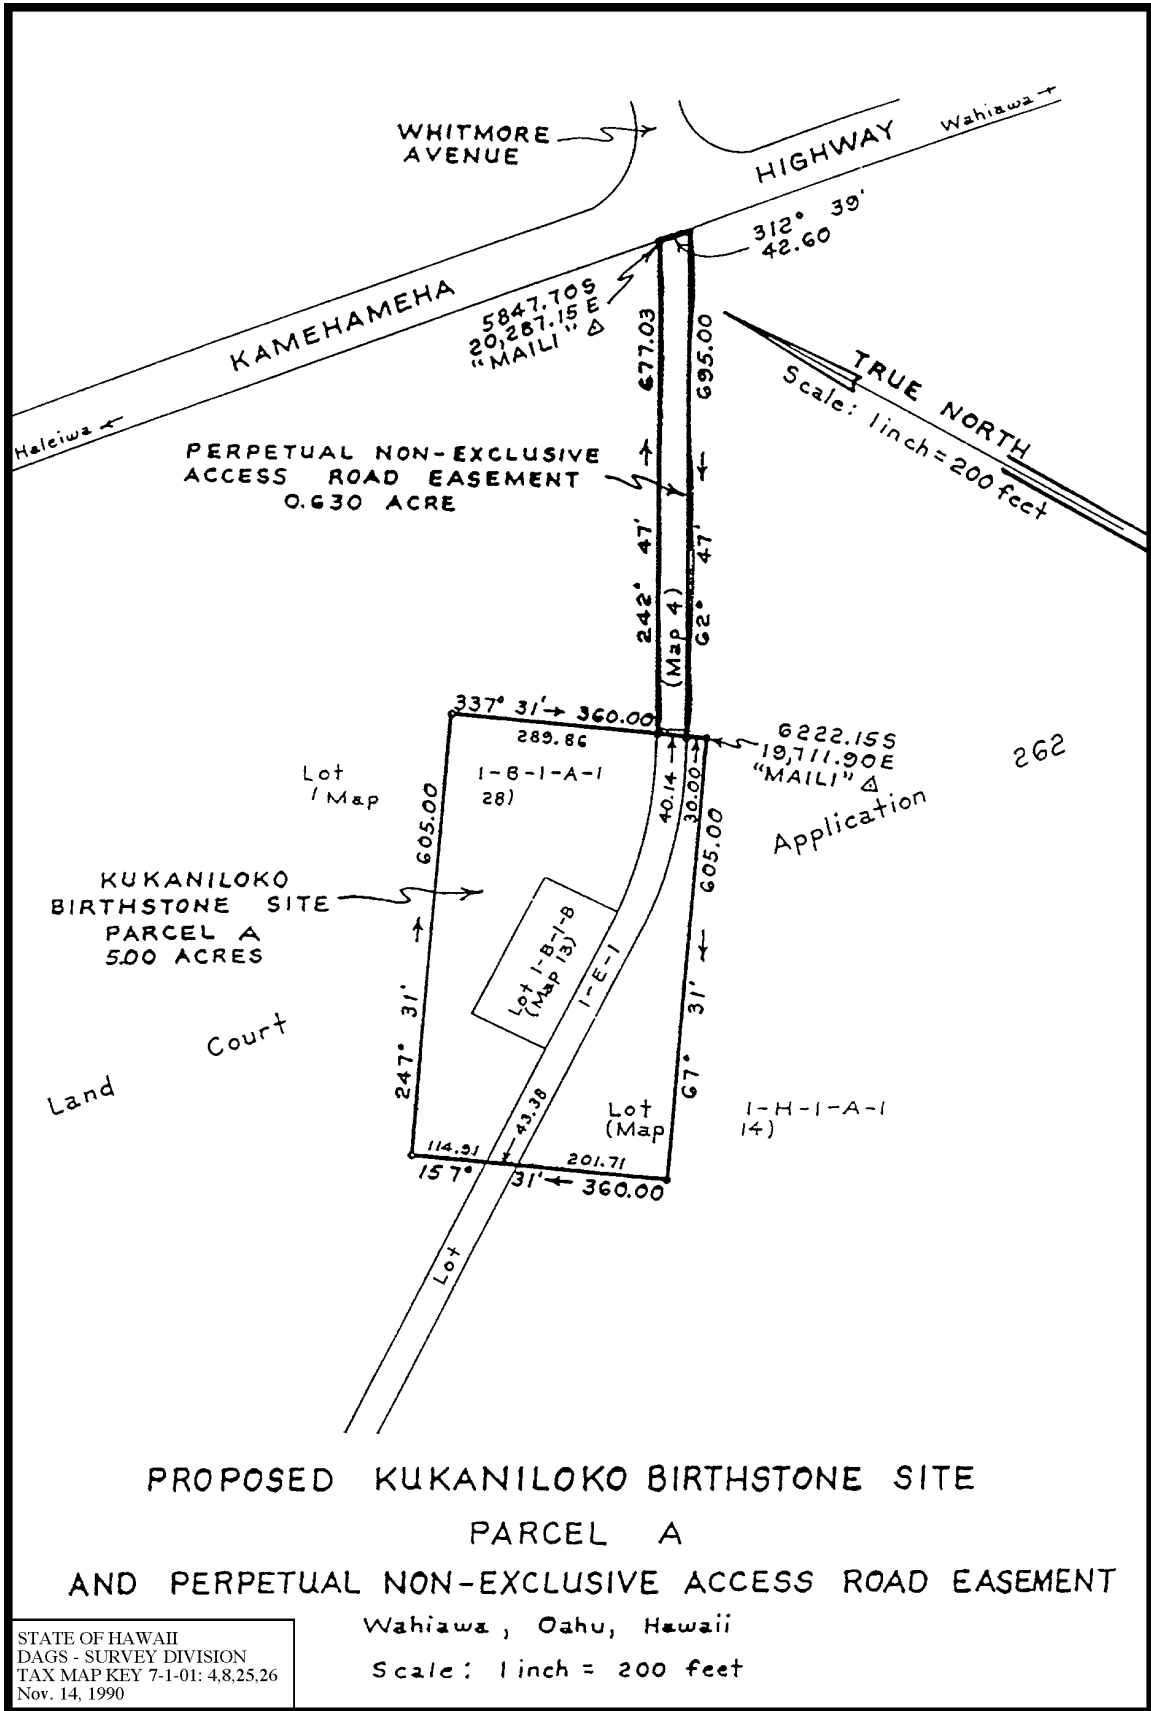 WHITMORE
AVENUE
HIGHWAY
Wahiawa
312° 39'
42.60
KAMEHAMEHA
Haleiwa
5847.70S
20,287.15E
"MAILI" △
677.03
695.00
TRUE NORTH
Scale: 1inch = 200 feet
PERPETUAL NON-EXCLUSIVE
ACCESS ROAD EASEMENT
0.630 ACRE
242° 47'
62° 47'
(Map 4)
337° 31' 360.00
289.86
6222.15S
19,711.90E
"MAILI" △
262
Application
Lot 1-B-1-A-1
(Map 28)
40.14
30.00
605.00
605.00
KUKANILOKO
BIRTHSTONE SITE
PARCEL A
5.00 ACRES
Lot 1-B-1-B
(Map 13)
1-E-1
247° 31'
67° 31'
Court
Land
43.38
Lot 1-H-1-A-1
(Map 14)
114.91
201.71
157° 31' 360.00
Lot
PROPOSED KUKANILOKO BIRTHSTONE SITE
PARCEL A
AND PERPETUAL NON-EXCLUSIVE ACCESS ROAD EASEMENT
Wahiawa, Oahu, Hawaii
Scale: 1 inch = 200 feet
STATE OF HAWAII
DAGS - SURVEY DIVISION
TAX MAP KEY 7-1-01: 4,8,25,26
Nov. 14, 1990